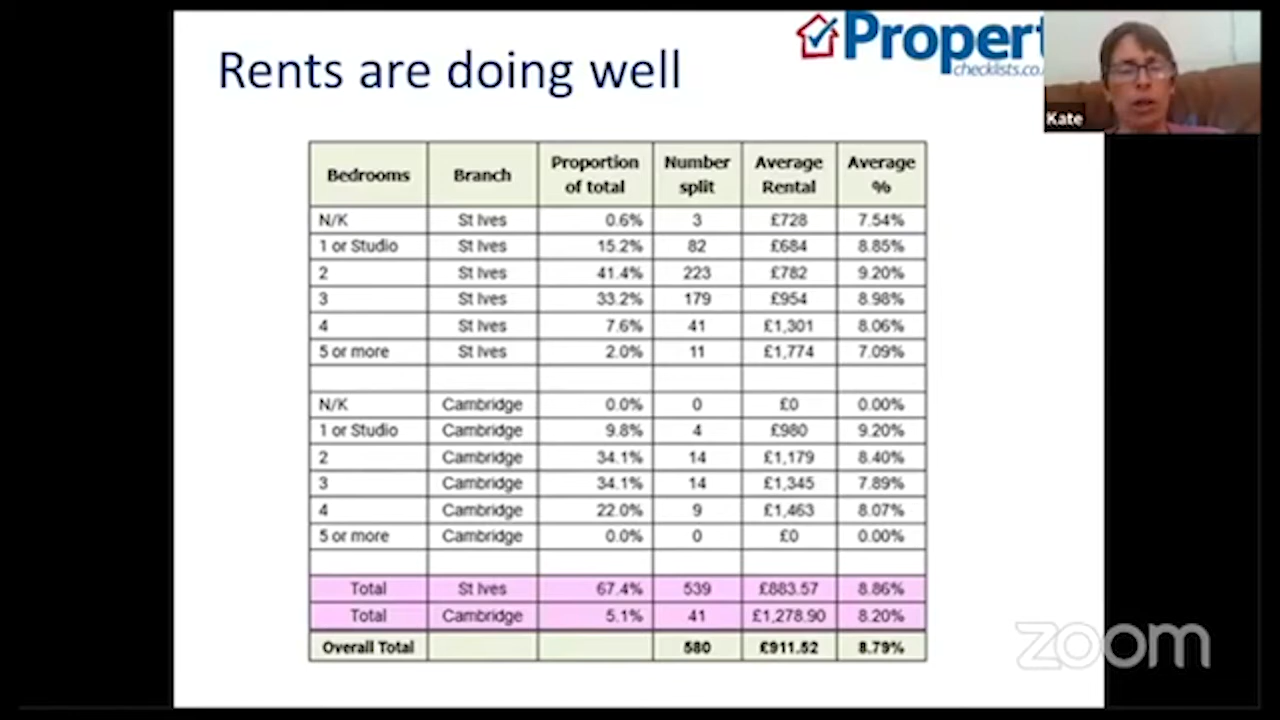 Rents are doing well
Propert
checklists.co.
Kate
Bedrooms Branch Proportion of total Number split Average Rental Average %
N/K St Ives 0.6% 3 £728 7.54%
1 or Studio St Ives 15.2% 82 £684 8.85%
2 St Ives 41.4% 223 £782 9.20%
3 St Ives 33.2% 179 £954 8.98%
4 St Ives 7.6% 41 £1,301 8.06%
5 or more St Ives 2.0% 11 £1,774 7.09%
N/K Cambridge 0.0% 0 £0 0.00%
1 or Studio Cambridge 9.8% 4 £980 9.20%
2 Cambridge 34.1% 14 £1,179 8.40%
3 Cambridge 34.1% 14 £1,345 7.89%
4 Cambridge 22.0% 9 £1,463 8.07%
5 or more Cambridge 0.0% 0 £0 0.00%
Total St Ives 67.4% 539 £883.57 8.86%
Total Cambridge 5.1% 41 £1,278.90 8.20%
Overall Total 580 £911.52 8.79%
zoom